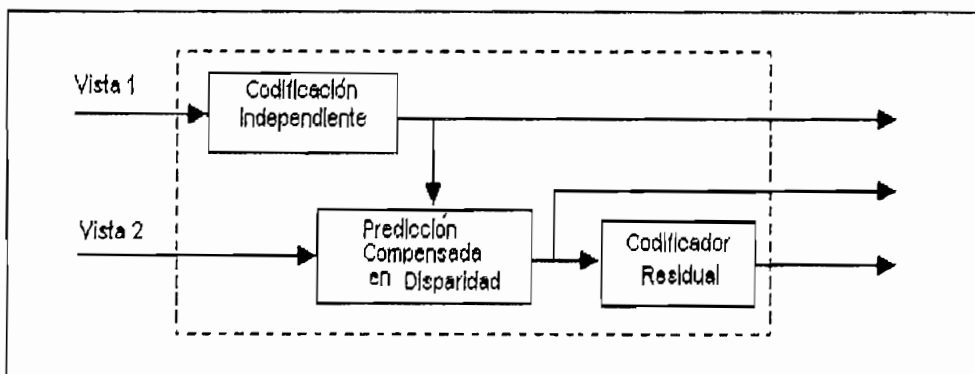 Vista 1
Codificación
Independiente
Vista 2
Predicción
Compensada
en Disparidad
Codificador
Residual